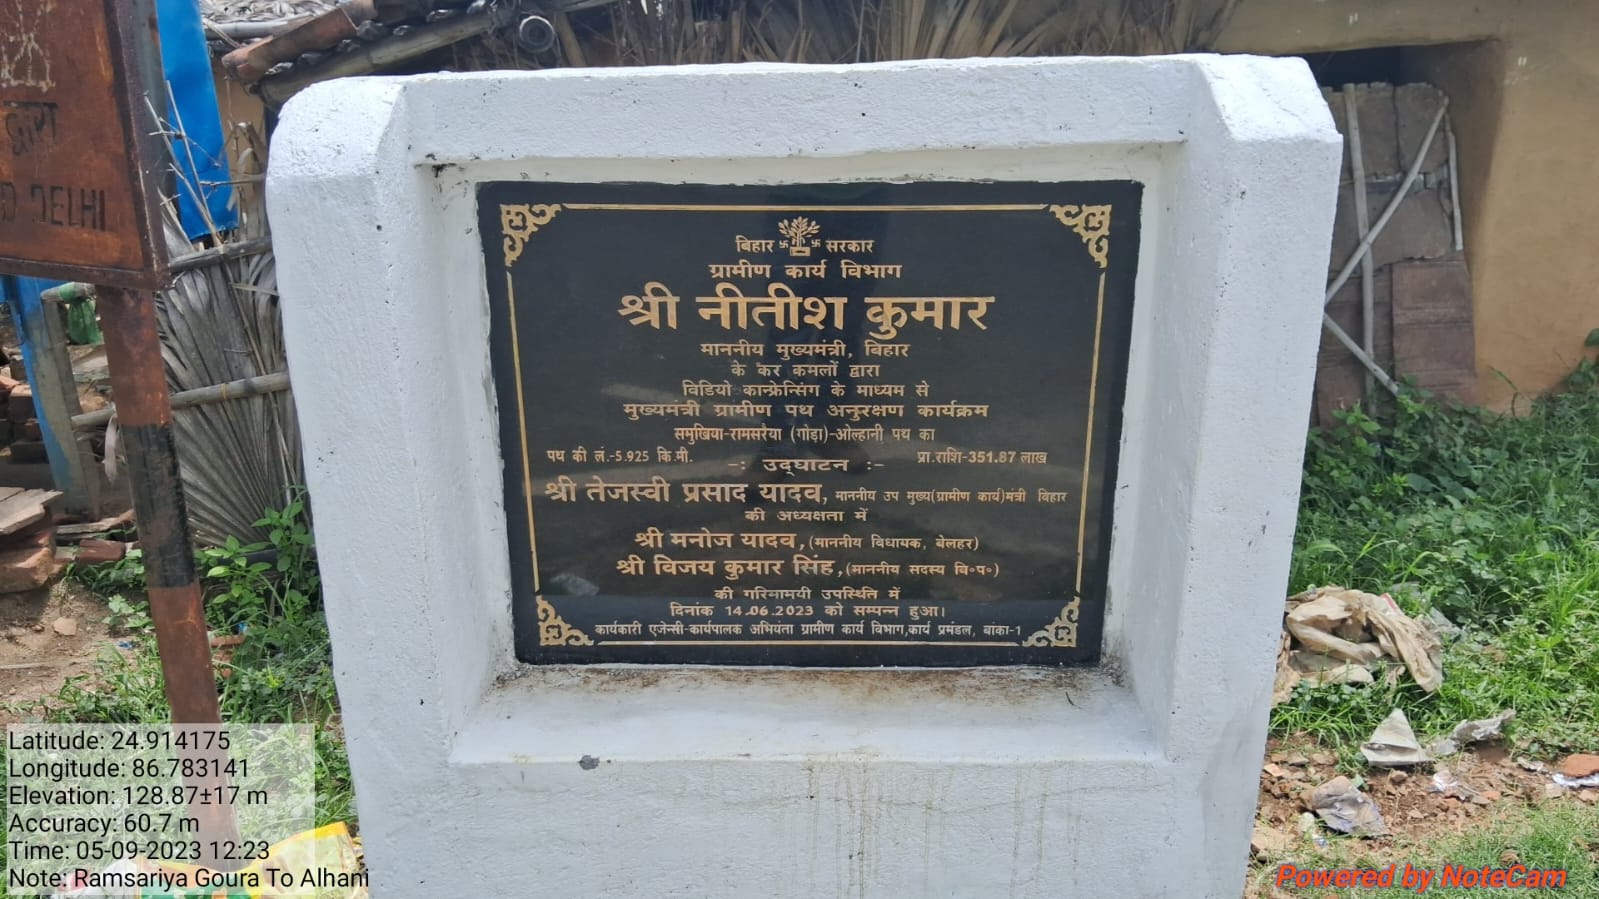 द्वारा
D DELHI
बिहार सरकार
ग्रामीण कार्य विभाग
श्री नीतीश कुमार
माननीय मुख्यमंत्री, बिहार
के कर कमलों द्वारा
विडियो कान्फ्रेन्सिंग के माध्यम से
मुख्यमंत्री ग्रामीण पथ अनुरक्षण कार्यक्रम
समुखिया-रामसरैया (गोड़ा)-ओल्हानी पथ का
पथ की लं.-5.925 कि.मी. प्रा.राशि-351.87 लाख
-: उद्घाटन :-
श्री तेजस्वी प्रसाद यादव, माननीय उप मुख्य(ग्रामीण कार्य)मंत्री बिहार
की अध्यक्षता में
श्री मनोज यादव,(माननीय विधायक, बेलहर)
श्री विजय कुमार सिंह,(माननीय सदस्य बि०प०)
की गरिमामयी उपस्थिति में
दिनांक 14.06.2023 को सम्पन्न हुआ।
कार्यकारी एजेन्सी-कार्यपालक अभियंता ग्रामीण कार्य विभाग,कार्य प्रमंडल, बांका-1
Latitude: 24.914175
Longitude: 86.783141
Elevation: 128.87±17 m
Accuracy: 60.7 m
Time: 05-09-2023 12:23
Note: Ramsariya Goura To Alhani
Powered by NoteCam